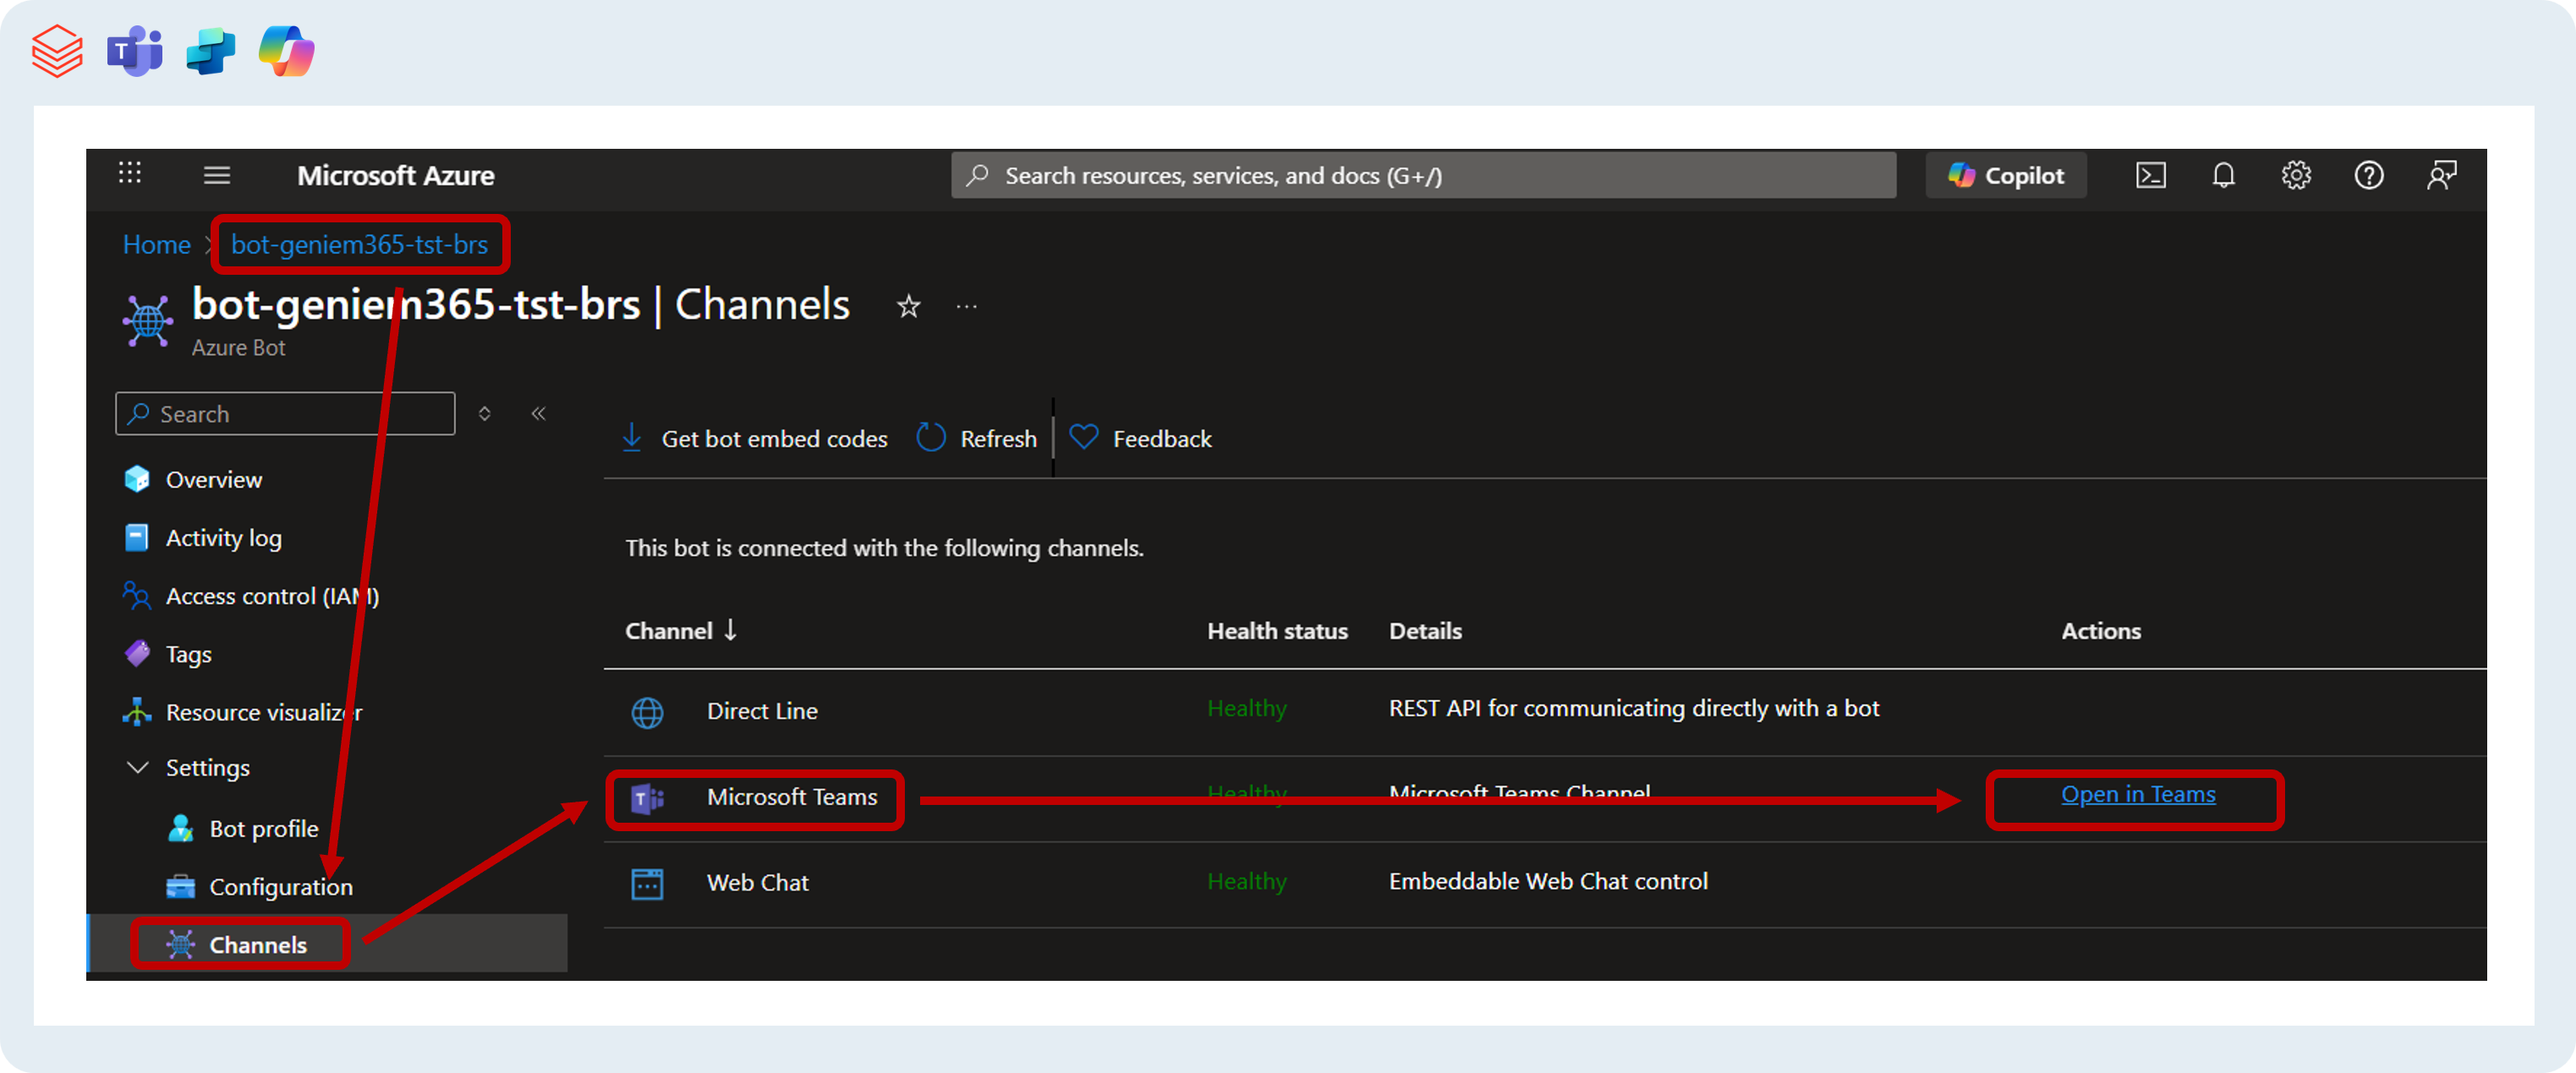 Microsoft Azure
Search resources, services, and docs (G+/)
Copilot
Home
bot-geniem365-tst-brs
bot-geniem365-tst-brs | Channels
Azure Bot
Search
Get bot embed codes
Refresh
Feedback
Overview
Activity log
Access control (IAM)
Tags
Resource visualizer
Settings
Bot profile
Configuration
Channels
This bot is connected with the following channels.
Channel Health status Details Actions
Direct Line Healthy REST API for communicating directly with a bot
Microsoft Teams Healthy Microsoft Teams Channel Open in Teams
Web Chat Healthy Embeddable Web Chat control